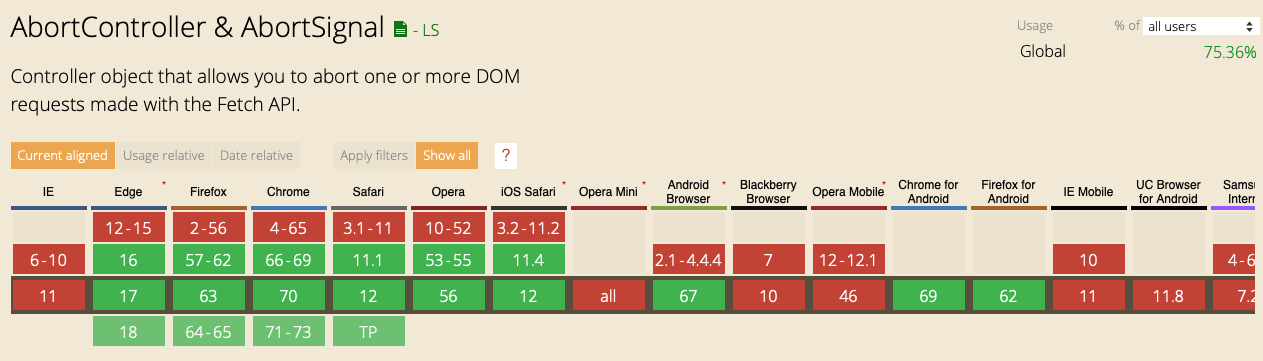 AbortController & AbortSignal - LS
Usage % of all users
Global 75.36%
Controller object that allows you to abort one or more DOM
requests made with the Fetch API.
Current aligned Usage relative Date relative Apply filters Show all ?
IE Edge * Firefox Chrome Safari Opera iOS Safari * Opera Mini * Android Browser * Blackberry Browser Opera Mobile * Chrome for Android Firefox for Android IE Mobile UC Browser for Android
12-15 2-56 4-65 3.1-11 10-52 3.2-11.2
6-10 16 57-62 66-69 11.1 53-55 11.4 2.1-4.4.4 7 12-12.1 10
11 17 63 70 12 56 12 all 67 10 46 69 62 11 11.8
18 64-65 71-73 TP